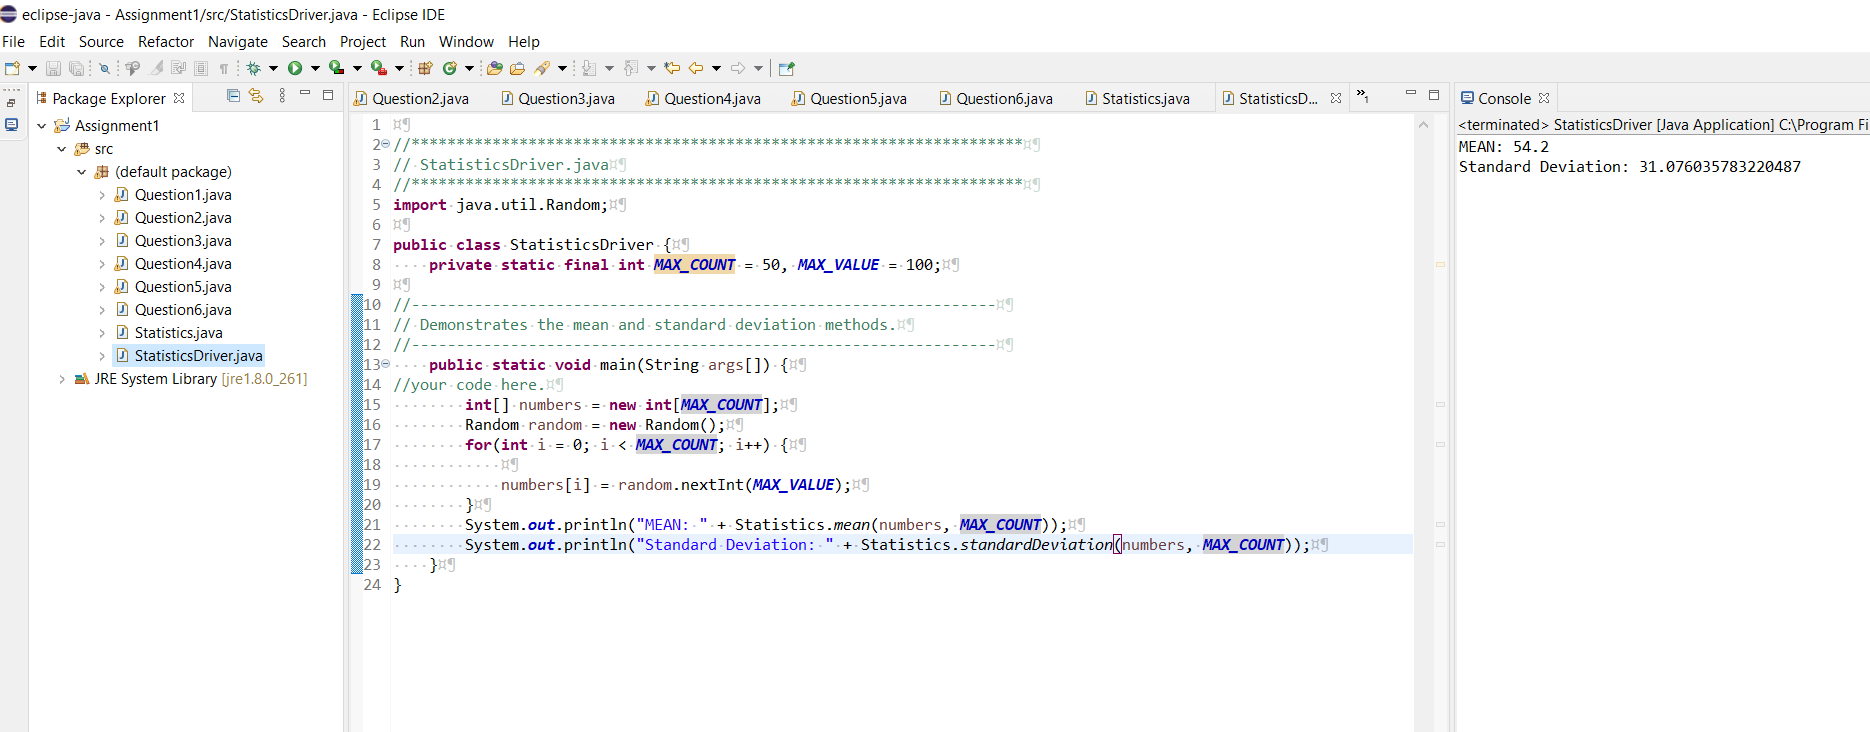 eclipse-java - Assignment1/src/StatisticsDriver.java - Eclipse IDE
File Edit Source Refactor Navigate Search Project Run Window Help
Package Explorer
Assignment1
src
(default package)
Question1.java
Question2.java
Question3.java
Question4.java
Question5.java
Question6.java
Statistics.java
StatisticsDriver.java
JRE System Library [jre1.8.0_261]
Question2.java Question3.java Question4.java Question5.java Question6.java Statistics.java StatisticsD... »1
1
2 //********************************************************************
3 // StatisticsDriver.java
4 //********************************************************************
5 import java.util.Random;
6
7 public class StatisticsDriver {
8     private static final int MAX_COUNT = 50, MAX_VALUE = 100;
9
10 //-----------------------------------------------------------------
11 // Demonstrates the mean and standard deviation methods.
12 //-----------------------------------------------------------------
13     public static void main(String args[]) {
14 //your code here.
15         int[] numbers = new int[MAX_COUNT];
16         Random random = new Random();
17         for(int i = 0; i < MAX_COUNT; i++) {
18
19             numbers[i] = random.nextInt(MAX_VALUE);
20         }
21         System.out.println("MEAN: " + Statistics.mean(numbers, MAX_COUNT));
22         System.out.println("Standard Deviation: " + Statistics.standardDeviation(numbers, MAX_COUNT));
23     }
24 }
Console
<terminated> StatisticsDriver [Java Application] C:\Program Fi
MEAN: 54.2
Standard Deviation: 31.076035783220487